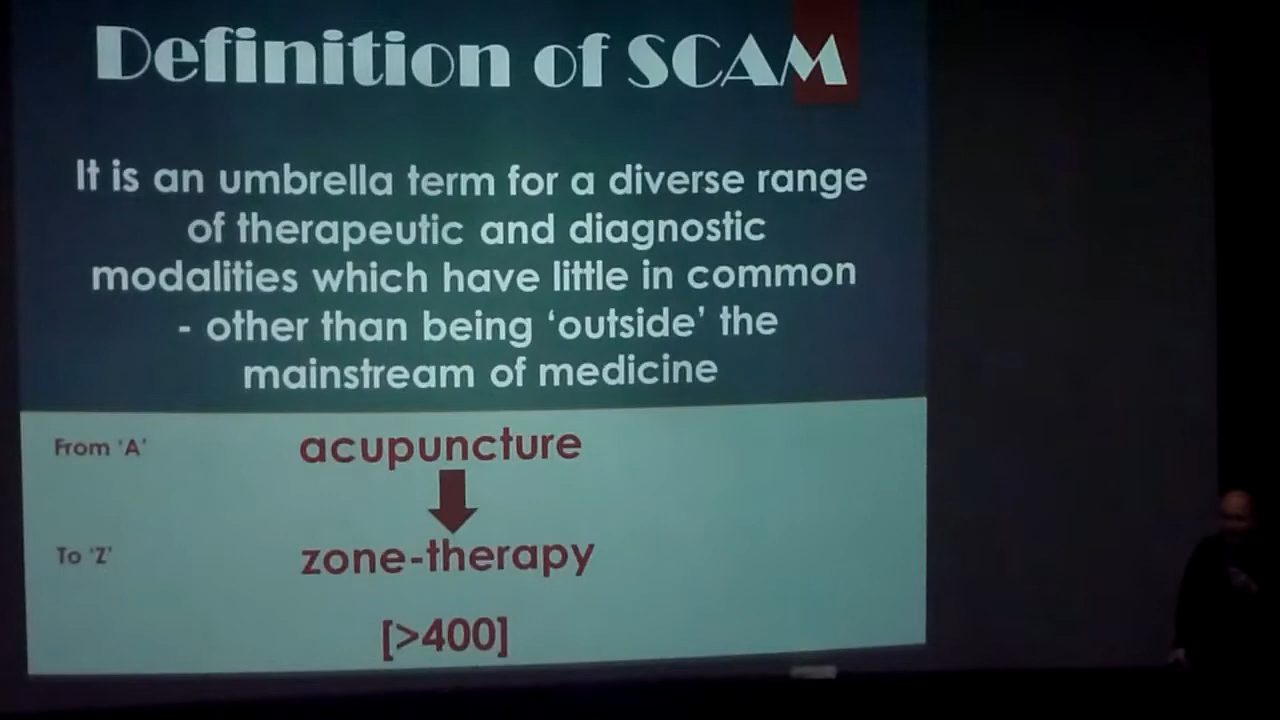 Definition of SCAM
It is an umbrella term for a diverse range
of therapeutic and diagnostic
modalities which have little in common
- other than being ‘outside’ the
mainstream of medicine
From ‘A’
acupuncture
To ‘Z’
zone-therapy
[>400]